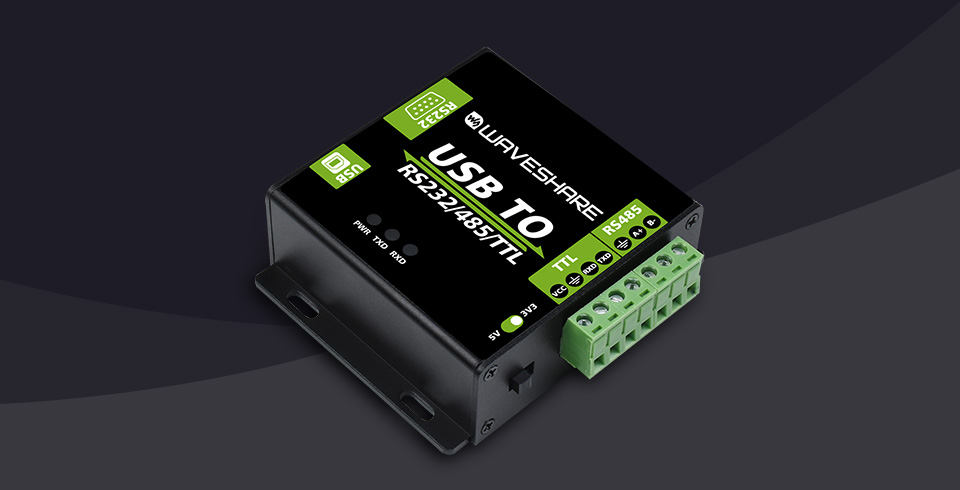 RS232
USB
WAVESHARE
USB TO
RS232/485/TTL
PWR
TXD
RXD
TTL
VCC
RXD
TXD
RS485
A+
B-
5V
3V3